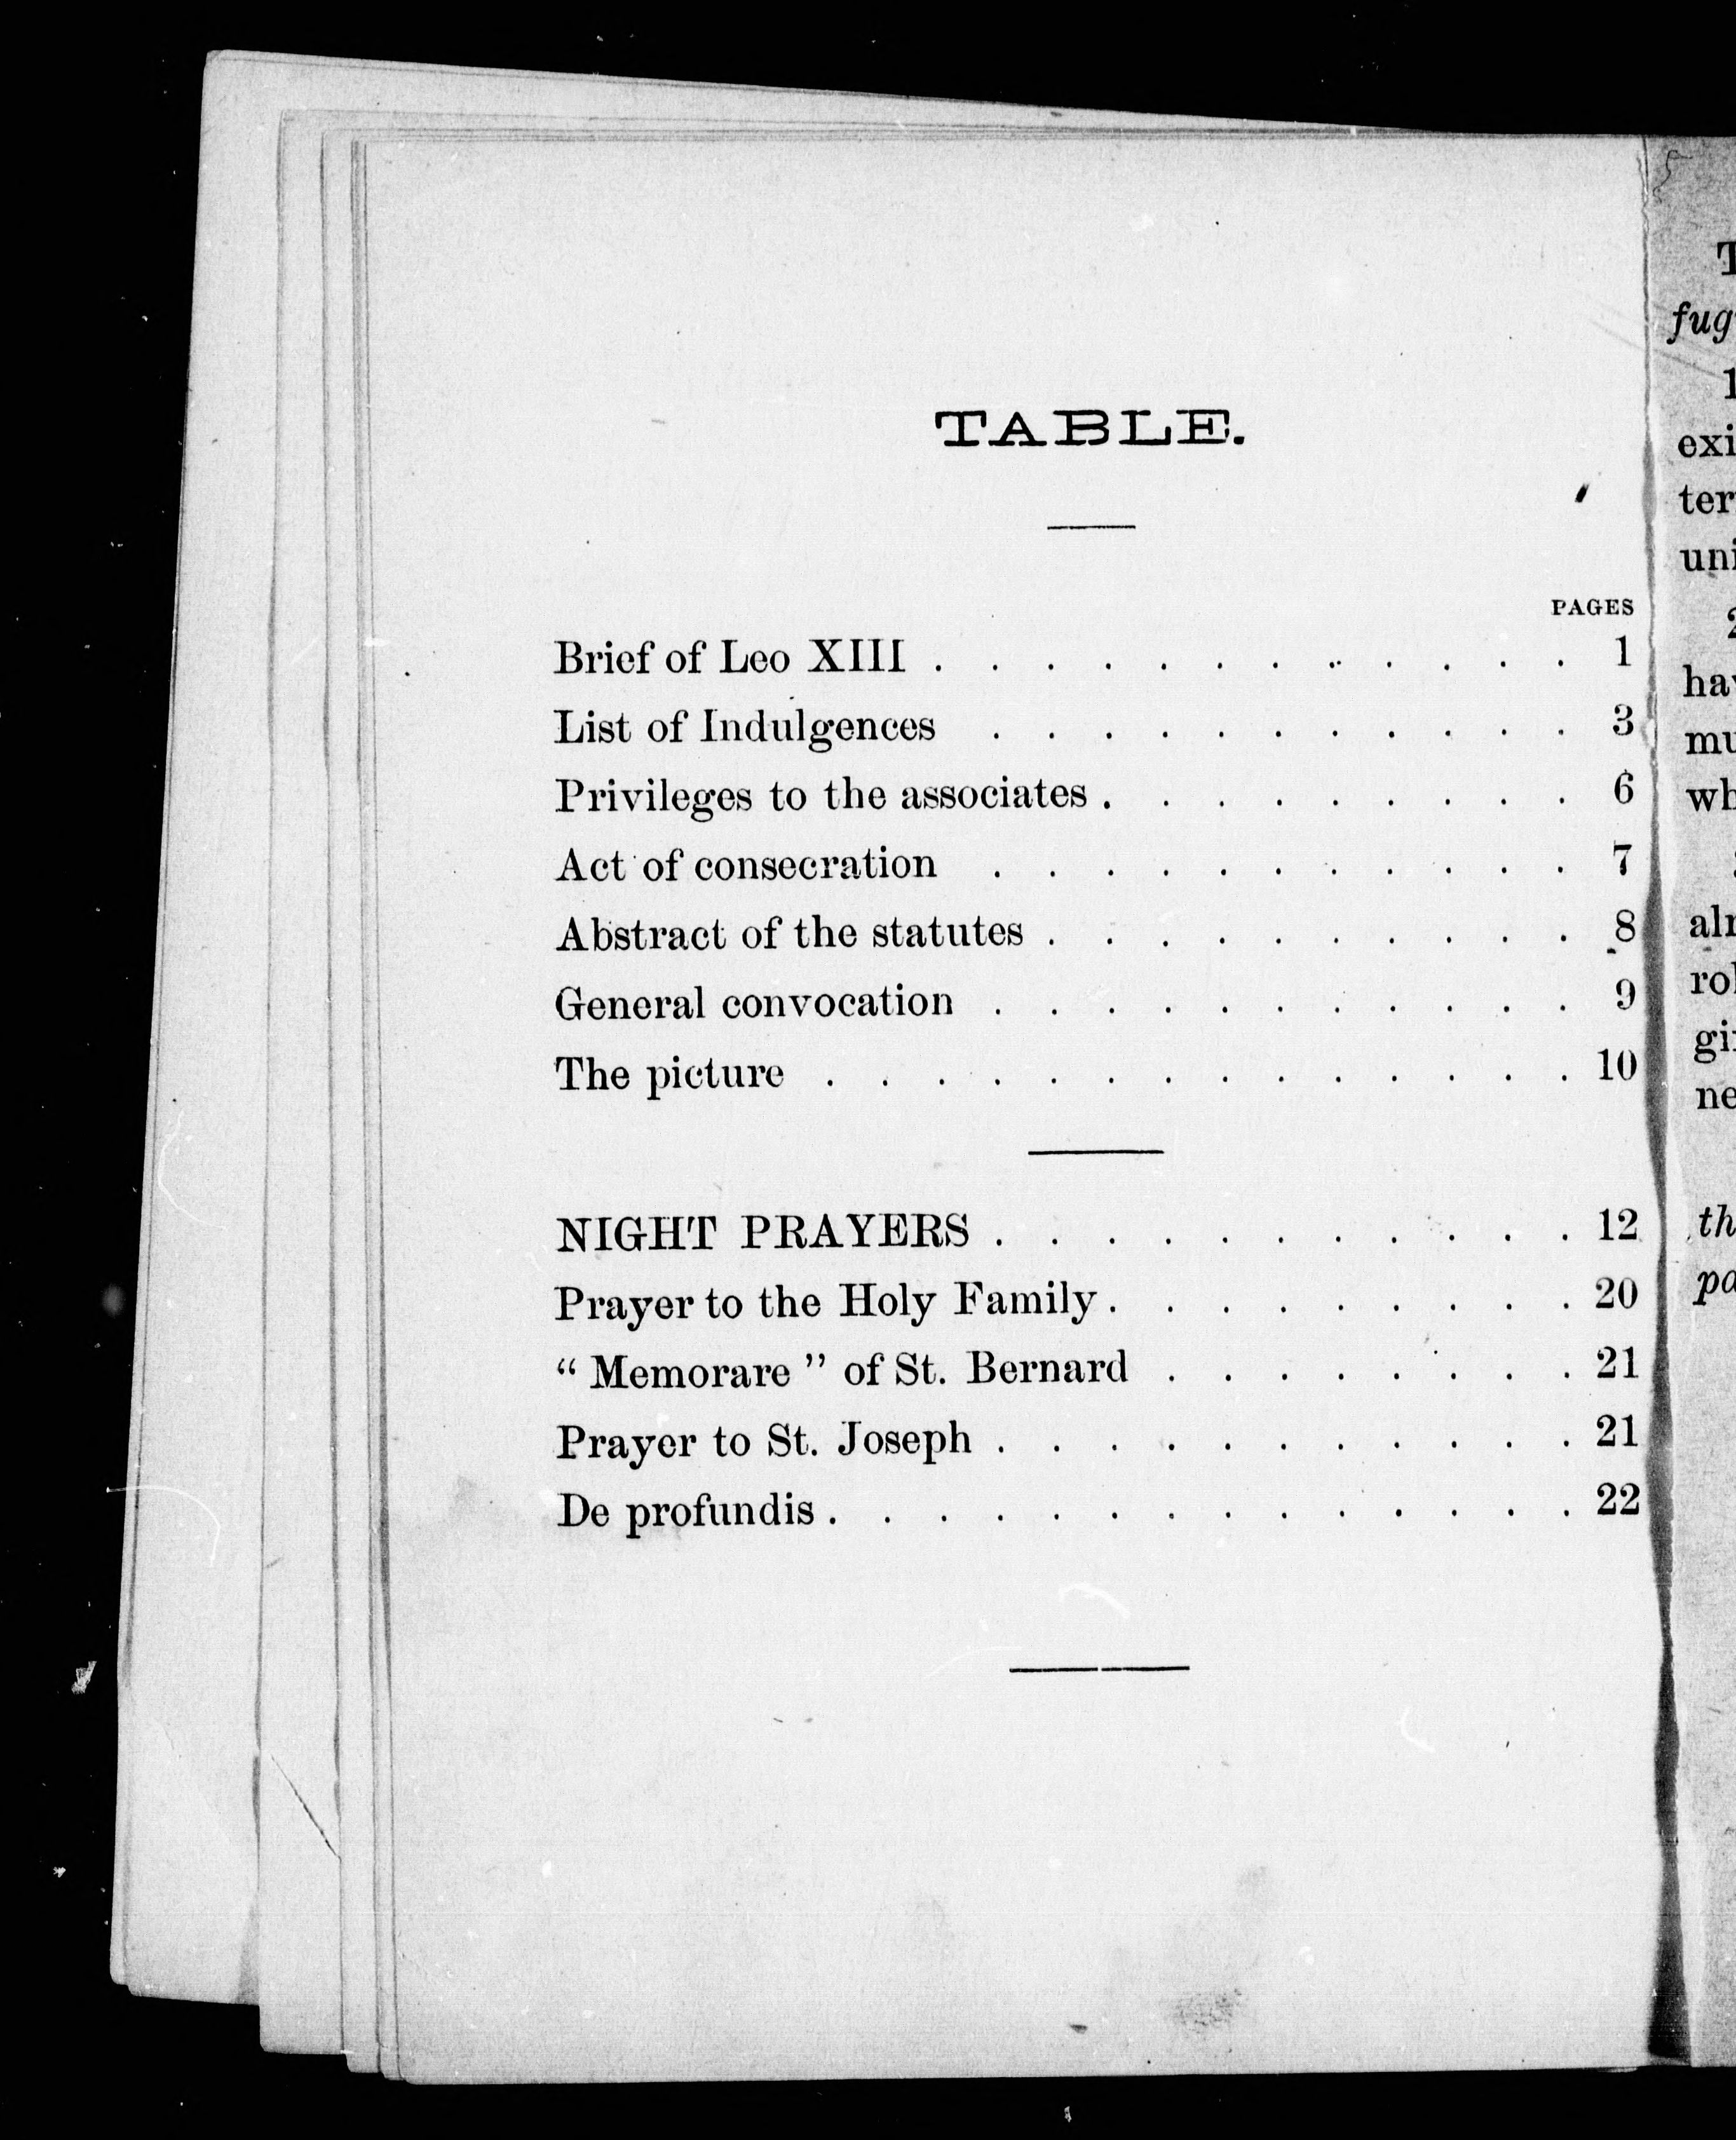 TABLE.
PAGES
Brief of Leo XIII . . . . . . . . . . . . 1
List of Indulgences . . . . . . . . . . . 3
Privileges to the associates . . . . . . . . . 6
Act of consecration . . . . . . . . . . . 7
Abstract of the statutes . . . . . . . . . . 8
General convocation . . . . . . . . . . . 9
The picture . . . . . . . . . . . . . . 10
NIGHT PRAYERS . . . . . . . . . . . 12
Prayer to the Holy Family . . . . . . . . . 20
“ Memorare ” of St. Bernard . . . . . . . . 21
Prayer to St. Joseph . . . . . . . . . . . 21
De profundis . . . . . . . . . . . . . . 22